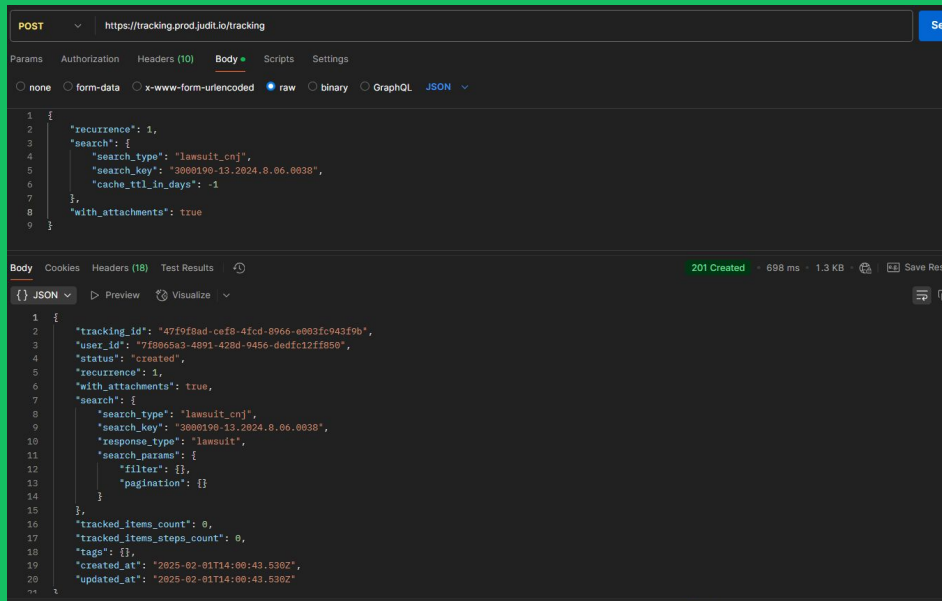 POST https://tracking.prod.judit.io/tracking
Params Authorization Headers (10) Body Scripts Settings
none form-data x-www-form-urlencoded raw binary GraphQL JSON
1 {
2 "recurrence": 1,
3 "search": {
4 "search_type": "lawsuit_cnj",
5 "search_key": "3000190-13.2024.8.06.0038",
6 "cache_ttl_in_days": -1
7 },
8 "with_attachments": true
9 }
Body Cookies Headers (18) Test Results 201 Created 698 ms 1.3 KB Save Res
{} JSON Preview Visualize
1 {
2 "tracking_id": "47f9f8ad-cef8-4fcd-8966-e003fc943f9b",
3 "user_id": "7f8065a3-4891-428d-9456-dedfc12ff850",
4 "status": "created",
5 "recurrence": 1,
6 "with_attachments": true,
7 "search": {
8 "search_type": "lawsuit_cnj",
9 "search_key": "3000190-13.2024.8.06.0038",
10 "response_type": "lawsuit",
11 "search_params": {
12 "filter": {},
13 "pagination": {}
14 }
15 },
16 "tracked_items_count": 0,
17 "tracked_items_steps_count": 0,
18 "tags": {},
19 "created_at": "2025-02-01T14:00:43.530Z",
20 "updated_at": "2025-02-01T14:00:43.530Z"
21 }